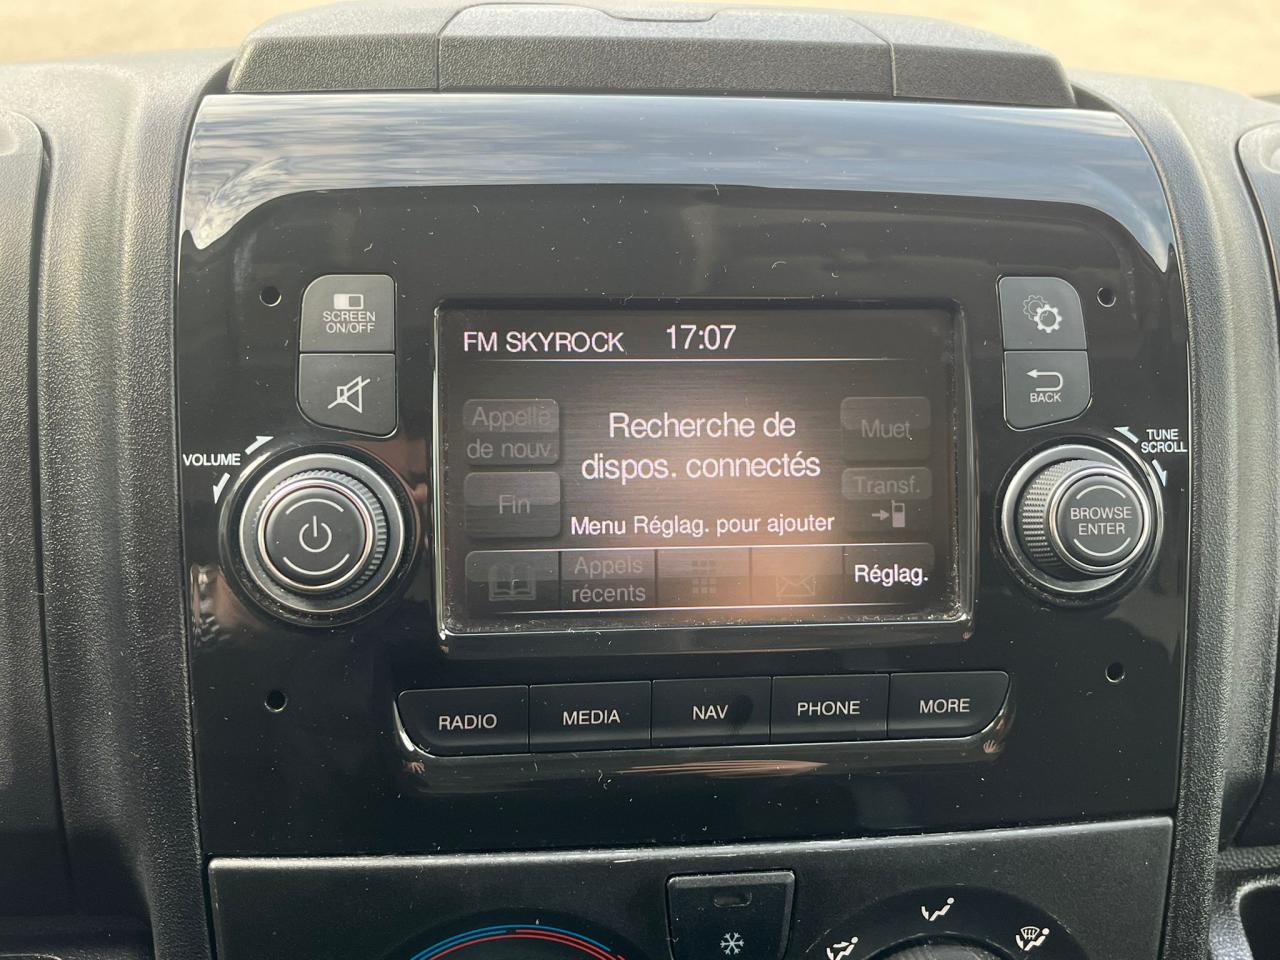 SCREEN
ON/OFF
FM SKYROCK 17:07
BACK
VOLUME
TUNE
SCROLL
Appelle
de nouv.
Recherche de
dispos. connectés
Muet
Fin
Menu Réglag. pour ajouter
Transf.
BROWSE
ENTER
Appels
récents
Réglag.
RADIO
MEDIA
NAV
PHONE
MORE